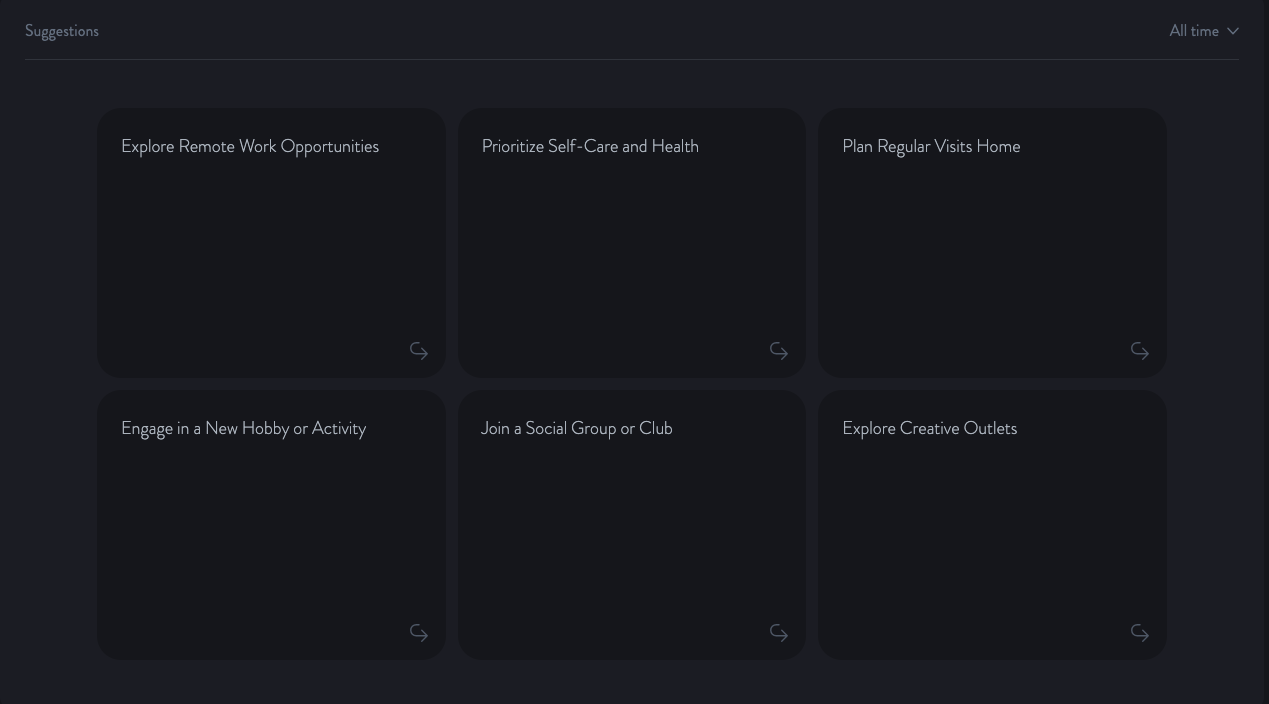 Suggestions
All time
Explore Remote Work Opportunities
Prioritize Self-Care and Health
Plan Regular Visits Home
Engage in a New Hobby or Activity
Join a Social Group or Club
Explore Creative Outlets